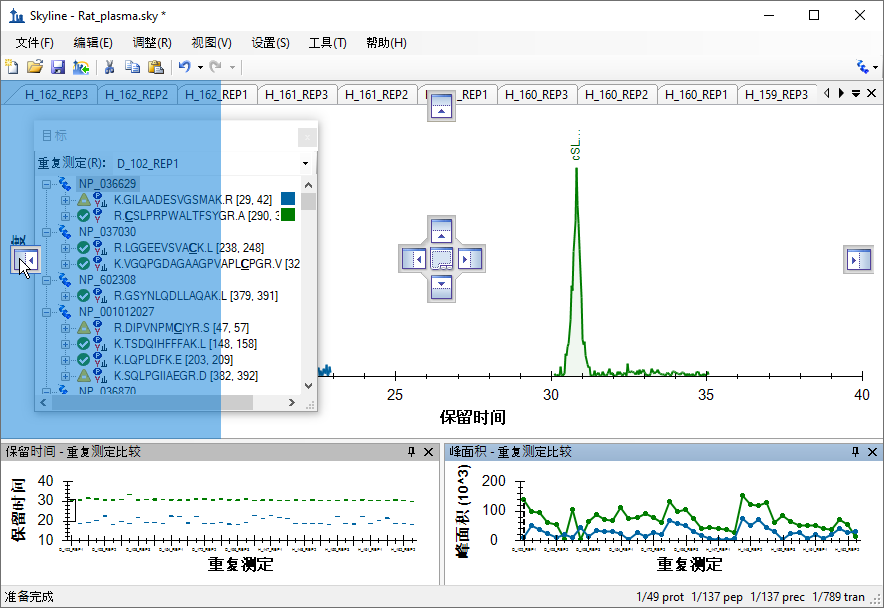 Skyline - Rat_plasma.sky *
文件(F) 编辑(E) 调整(R) 视图(V) 设置(S) 工具(T) 帮助(H)
H_162_REP3 H_162_REP2 H_162_REP1 H_161_REP3 H_161_REP2 _REP1 H_160_REP3 H_160_REP2 H_160_REP1 H_159_REP3
目标
重复测定(R): D_102_REP1
NP_036629
K.GILAADESVGSMAK.R [29, 42]
R.CSLPRPWALTFSYGR.A [290, 3
NP_037030
R.LGGEEVSVACK.L [238, 248]
K.VGQPGDAGAAGPVAPLCPGR.V [32
NP_602308
R.GSYNLQDLLAQAK.L [379, 391]
NP_001012027
R.DIPVNPMCIYR.S [47, 57]
K.TSDQIHFFFAK.L [148, 158]
K.LQPLDFK.E [203, 209]
K.SQLPGIIAEGR.D [382, 392]
NP_036870
cSL...
25 30 35 40
保留时间
保留时间 - 重复测定比较
保留时间
40
30
20
10
重复测定
峰面积 - 重复测定比较
峰面积 (10^3)
200
100
0
重复测定
准备完成 1/49 prot 1/137 pep 1/137 prec 1/789 tran